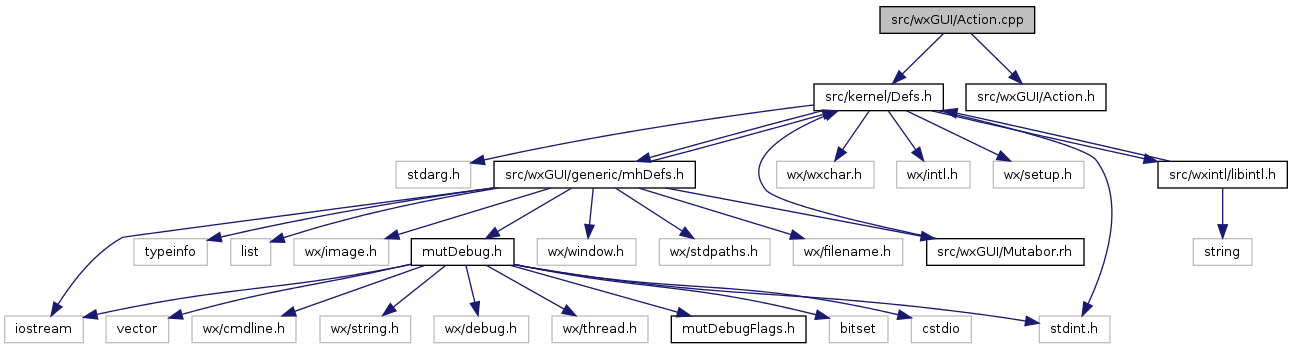 src/wxGUI/Action.cpp
src/kernel/Defs.h
src/wxGUI/Action.h
stdarg.h
src/wxGUI/generic/mhDefs.h
wx/wxchar.h
wx/intl.h
wx/setup.h
src/wxintl/libintl.h
typeinfo
list
wx/image.h
mutDebug.h
wx/window.h
wx/stdpaths.h
wx/filename.h
src/wxGUI/Mutabor.rh
string
iostream
vector
wx/cmdline.h
wx/string.h
wx/debug.h
wx/thread.h
mutDebugFlags.h
bitset
cstdio
stdint.h